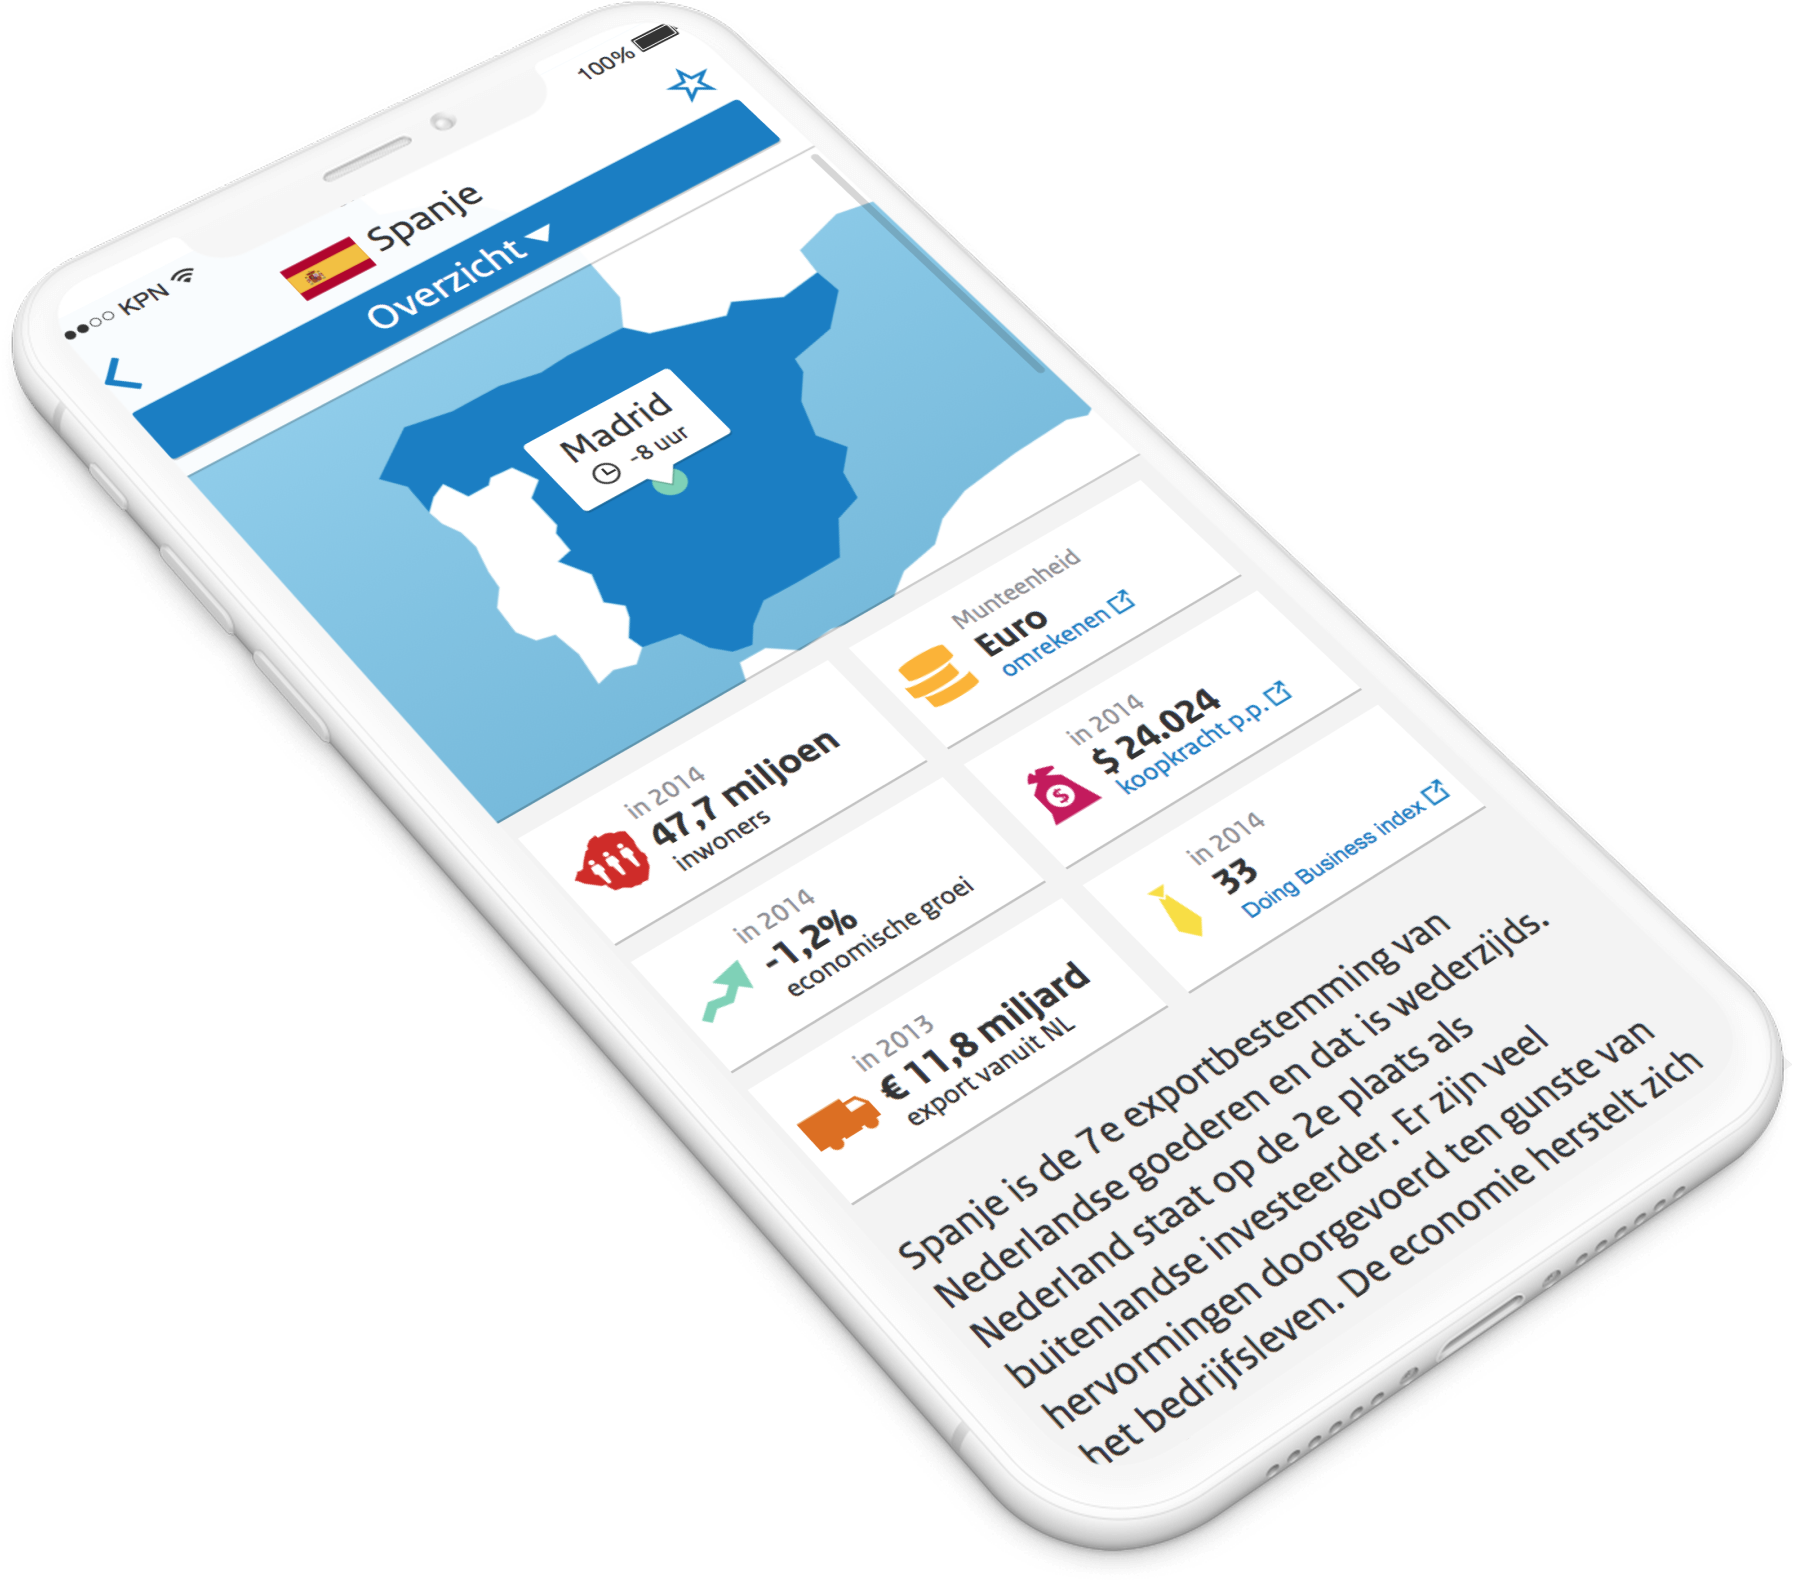 KPN
100%
Spanje
Overzicht
Madrid
-8 uur
in 2014
47,7 miljoen
inwoners
Munteenheid
Euro
omrekenen
in 2014
-1,2%
economische groei
in 2014
$ 24.024
koopkracht p.p.
in 2013
€ 11,8 miljard
export vanuit NL
in 2014
33
Doing Business index
Spanje is de 7e exportbestemming van
Nederlandse goederen en dat is wederzijds.
Nederland staat op de 2e plaats als
buitenlandse investeerder. Er zijn veel
hervormingen doorgevoerd ten gunste van
het bedrijfsleven. De economie herstelt zich